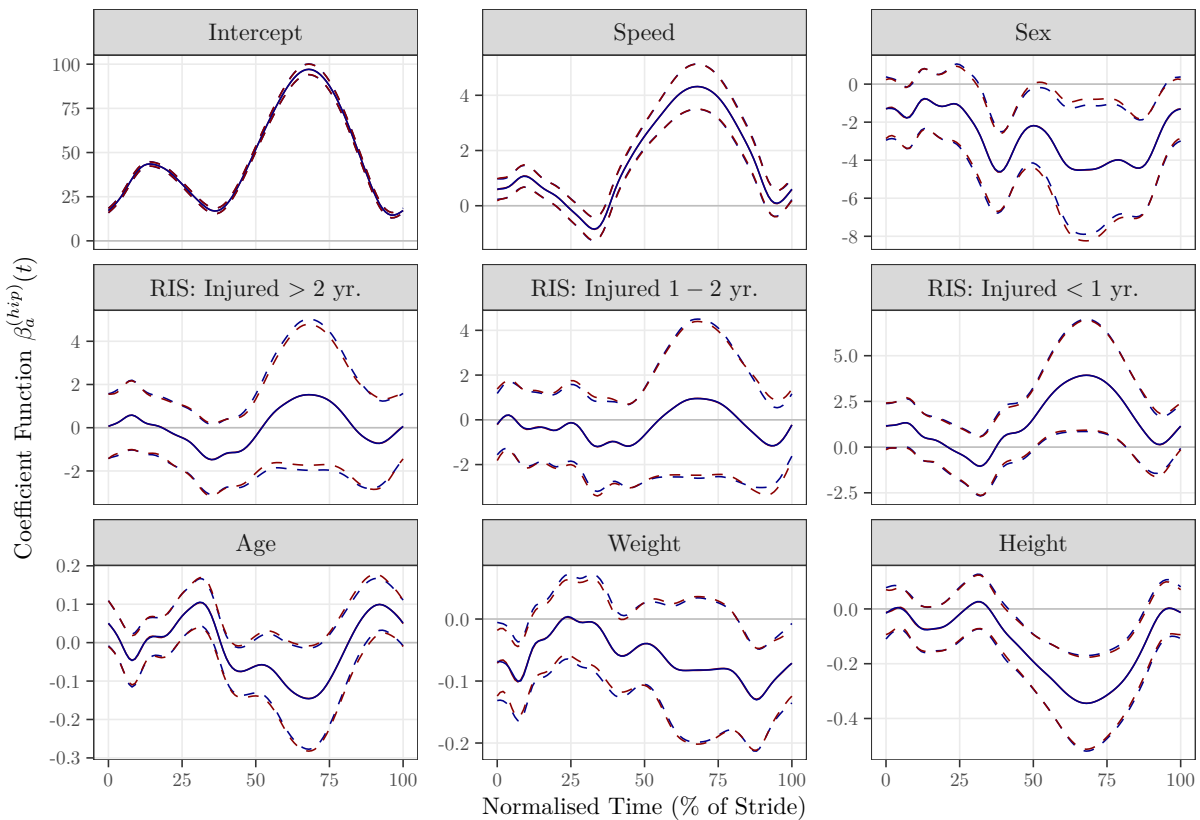 Intercept
Speed
Sex
100
75
50
25
0
4
2
0
0
-2
-4
-6
-8
RIS: Injured > 2 yr.
RIS: Injured 1 − 2 yr.
RIS: Injured < 1 yr.
4
2
0
-2
4
2
0
-2
5.0
2.5
0.0
-2.5
Age
Weight
Height
0.2
0.1
0.0
-0.1
-0.2
-0.3
0.0
-0.1
-0.2
0.0
-0.2
-0.4
0 25 50 75 100
0 25 50 75 100
0 25 50 75 100
Normalised Time (% of Stride)
Coefficient Function β_a^{(hip)}(t)